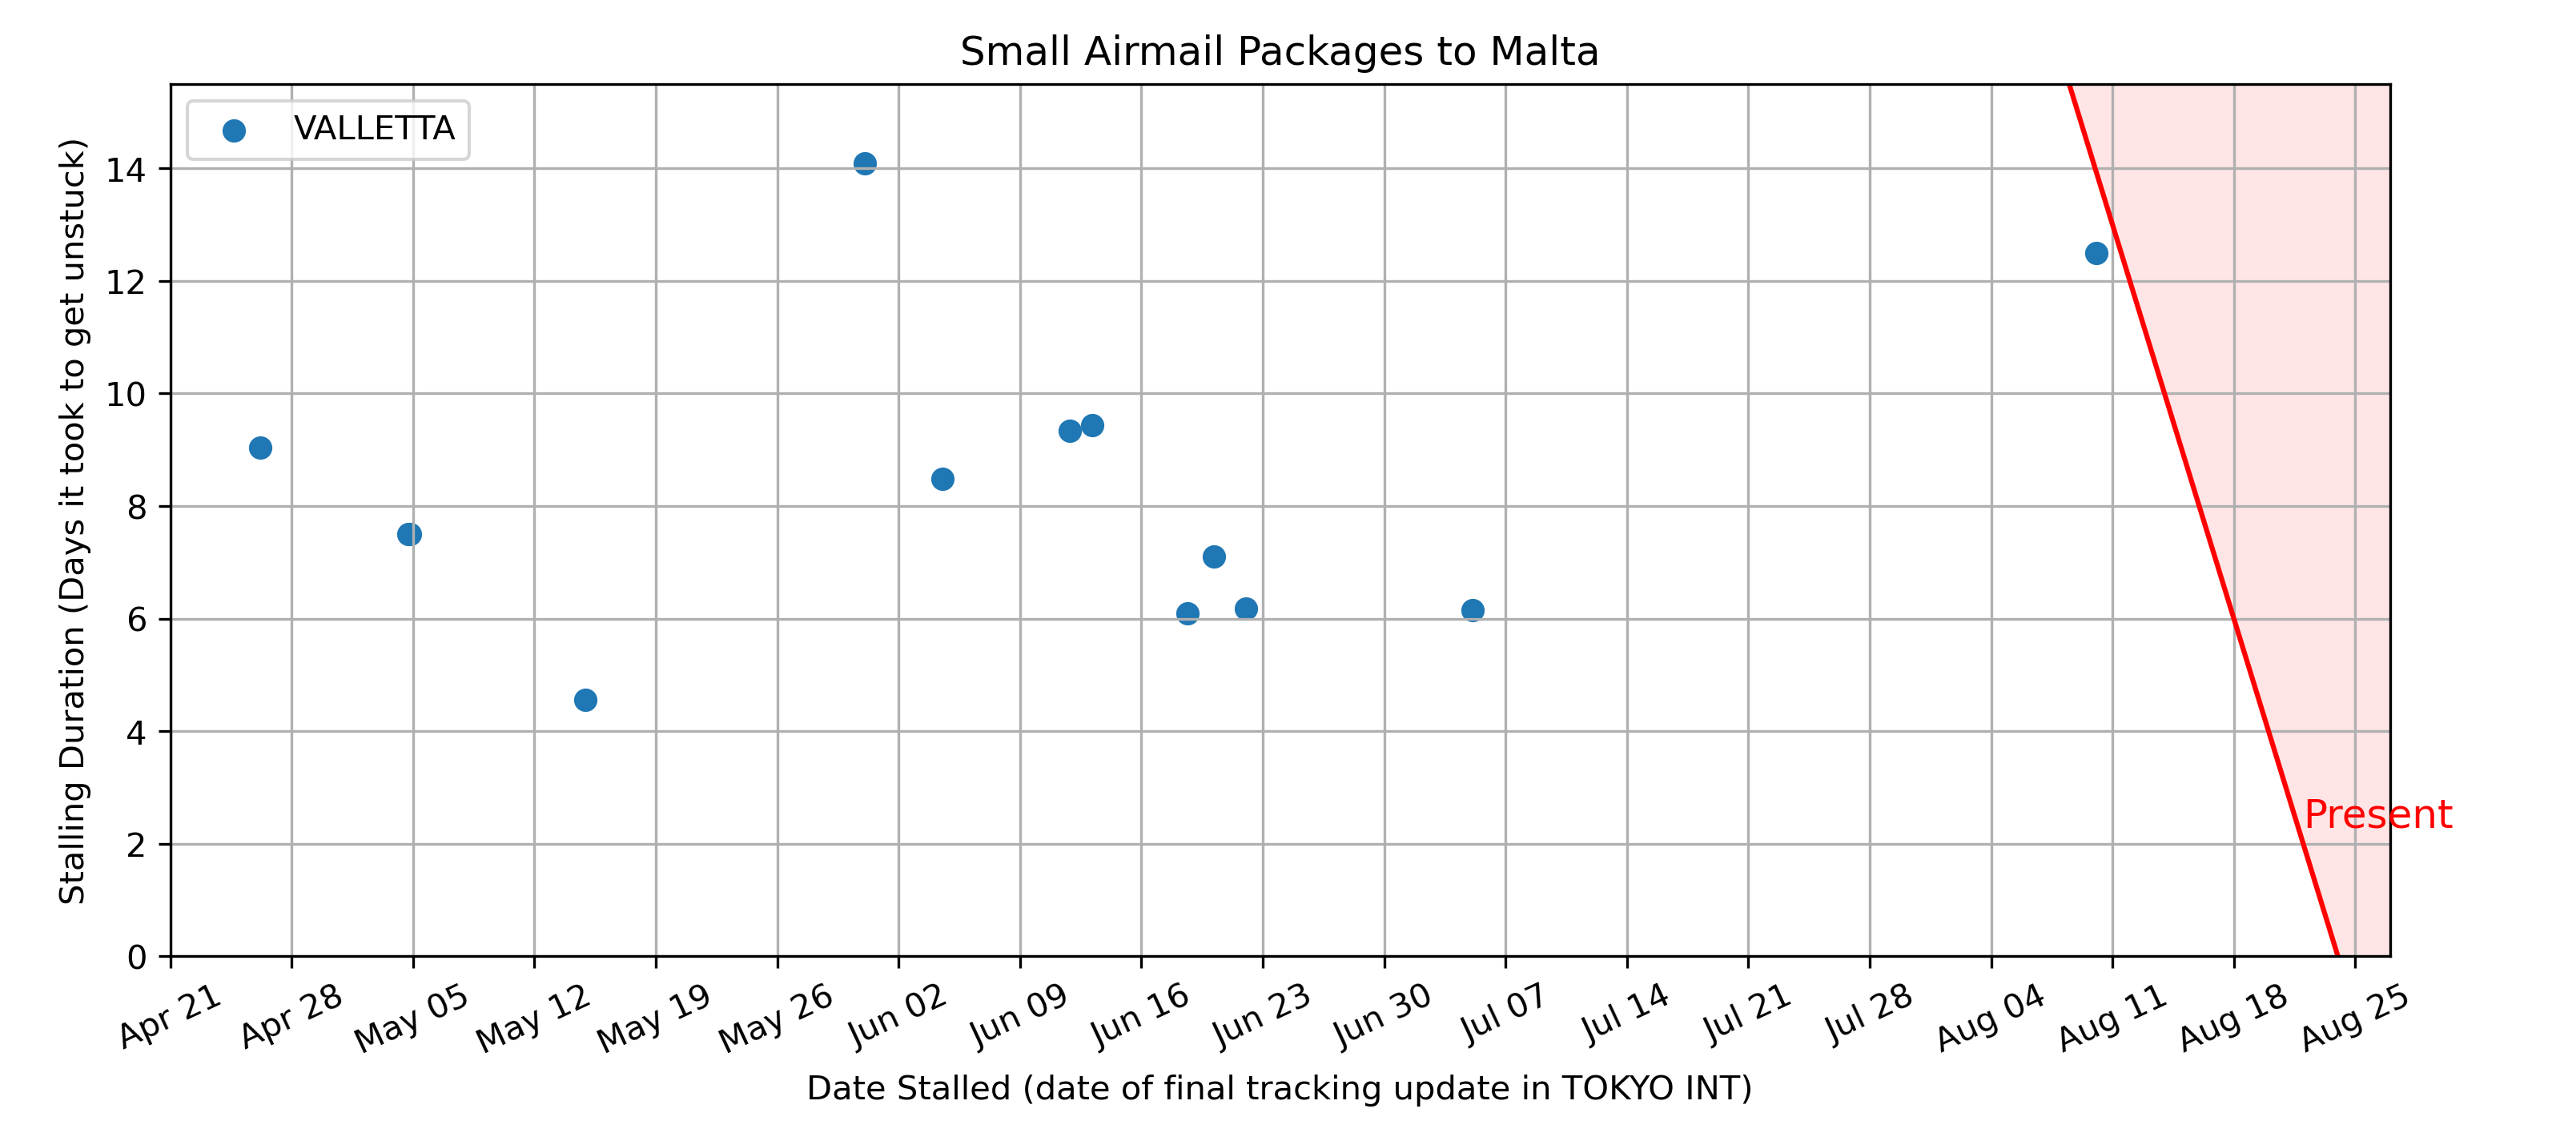 Small Airmail Packages to Malta
VALLETTA
Stalling Duration (Days it took to get unstuck)
14
12
10
8
6
4
2
0
Present
Apr 21
Apr 28
May 05
May 12
May 19
May 26
Jun 02
Jun 09
Jun 16
Jun 23
Jun 30
Jul 07
Jul 14
Jul 21
Jul 28
Aug 04
Aug 11
Aug 18
Aug 25
Date Stalled (date of final tracking update in TOKYO INT)